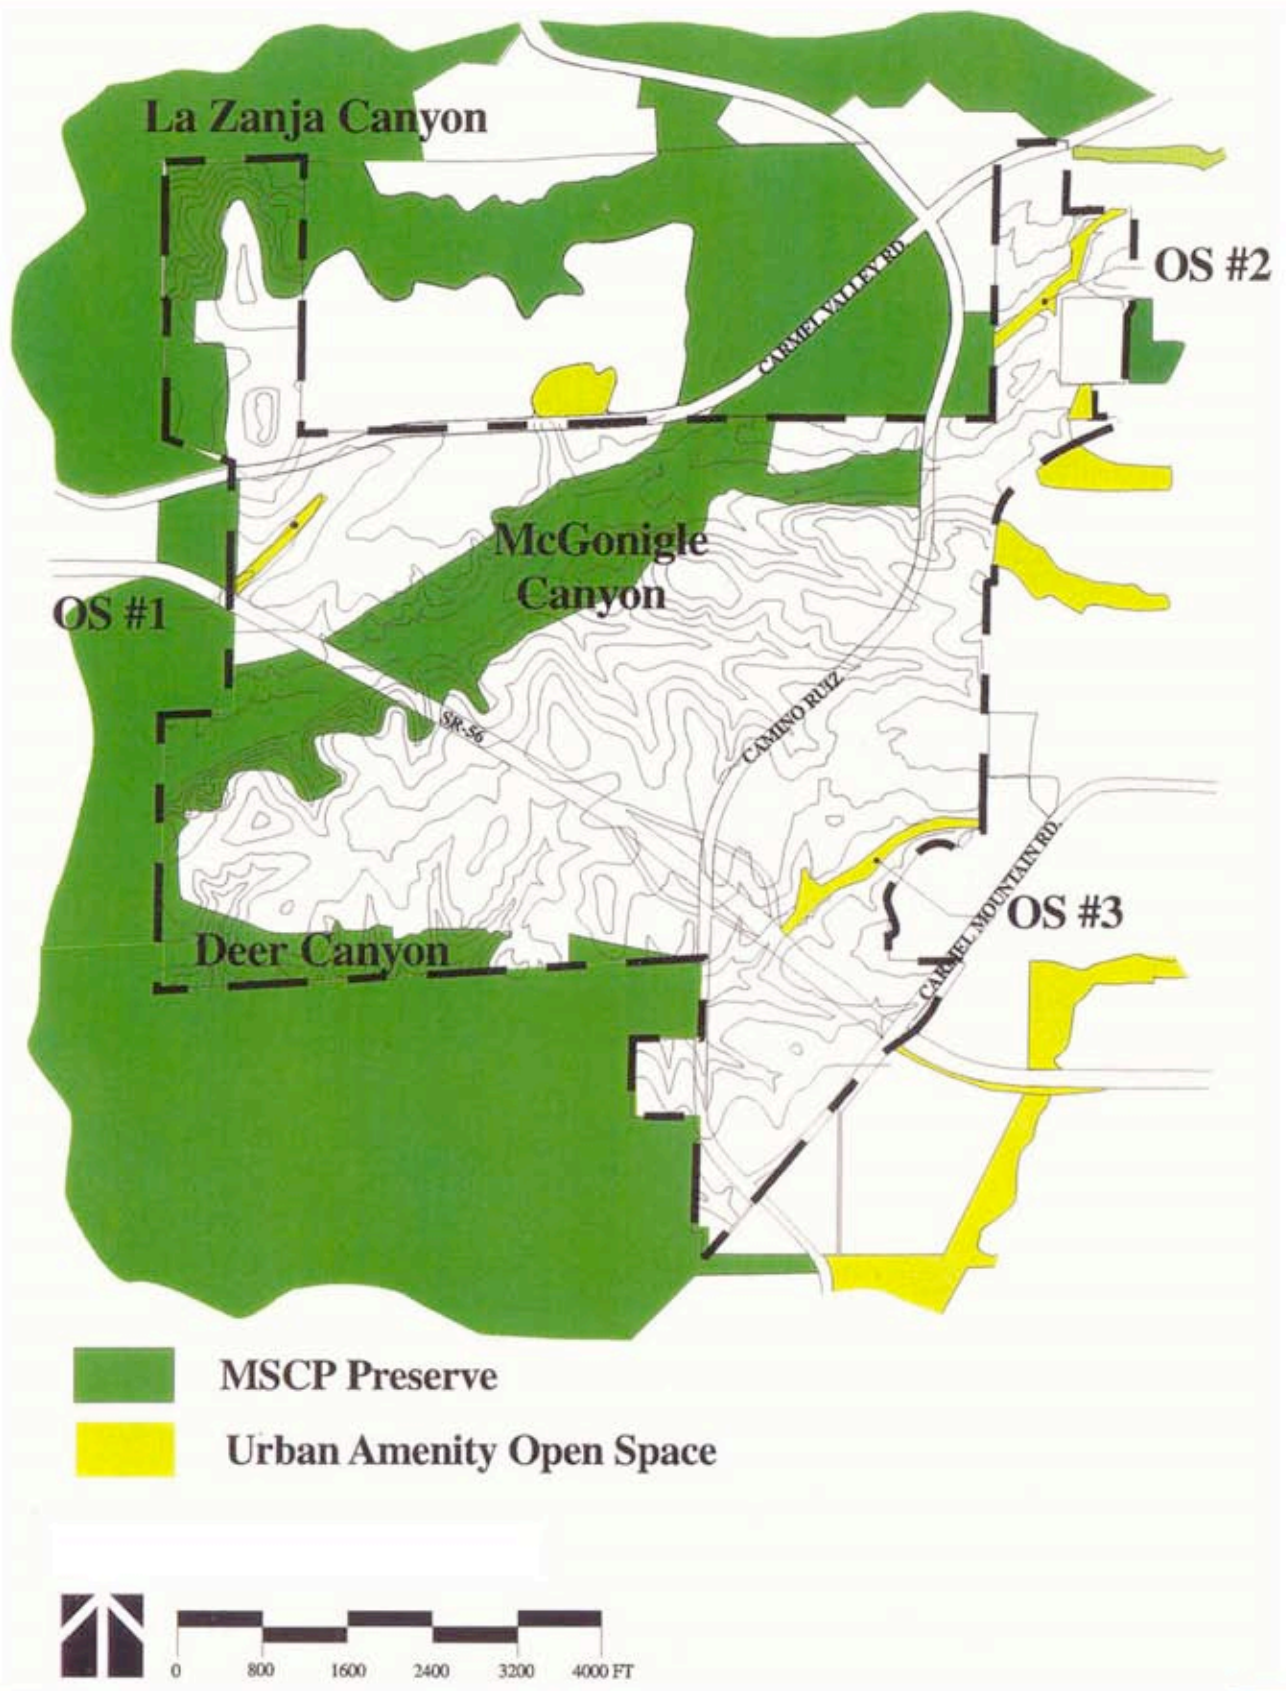 La Zanja Canyon
OS #2
CARMEL VALLEY RD
McGonigle
Canyon
OS #1
SR-56
CAMINO RUIZ
CARMEL MOUNTAIN RD.
OS #3
Deer Canyon
MSCP Preserve
Urban Amenity Open Space
0 800 1600 2400 3200 4000 FT